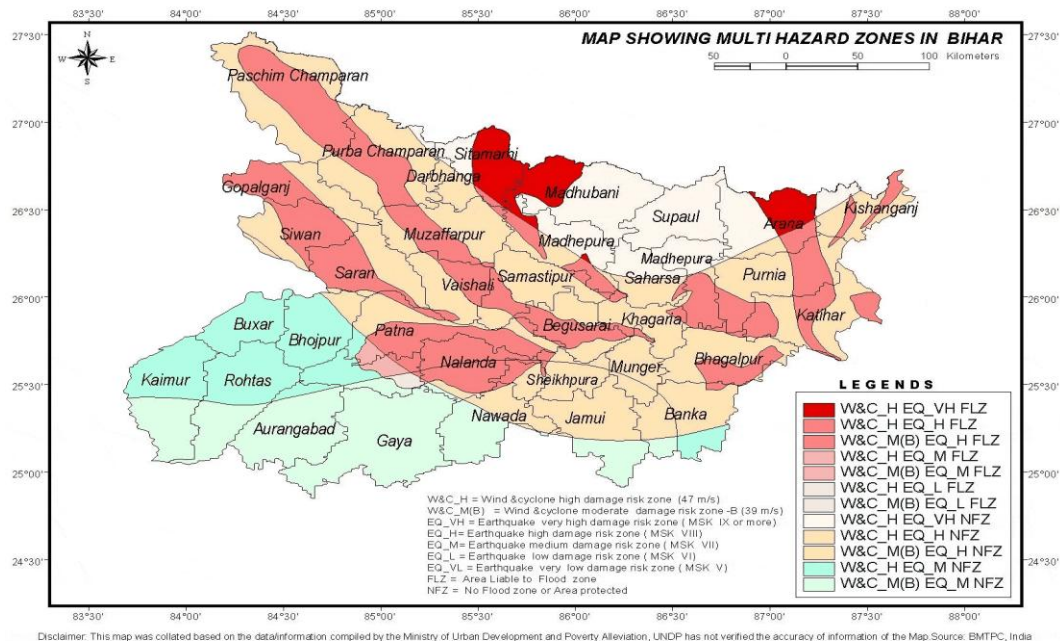 84°00' 84°30' 85°00' 85°30' 86°00' 86°30' 87°00' 87°30' 88°00'
MAP SHOWING MULTI HAZARD ZONES IN BIHAR
50 0 50 100 Kilometers
N
W E
S
27°30' 27°30'
27°00' 27°00'
26°30' 26°30'
26°00' 26°00'
25°30' 25°30'
25°00' 25°00'
24°30' 24°30'
Paschim Champaran
Purba Champaran
Sitamarhi
Darbhanga
Madhubani
Gopalganj
Supaul
Araria
Kishanganj
Siwan
Muzaffarpur
Madhepura
Madhepura
Saran
Vaishali
Samastipur
Saharsa
Purnia
Buxar
Bhojpur
Patna
Begusarai
Khagaria
Katihar
Kaimur
Rohtas
Nalanda
Sheikhpura
Munger
Bhagalpur
Aurangabad
Gaya
Nawada
Jamui
Banka
LEGENDS
W&C_H EQ_VH FLZ
W&C_H EQ_H FLZ
W&C_M(B) EQ_H FLZ
W&C_H EQ_M FLZ
W&C_M(B) EQ_M FLZ
W&C_H EQ_L FLZ
W&C_M(B) EQ_L FLZ
W&C_H EQ_VH NFZ
W&C_H EQ_H NFZ
W&C_M(B) EQ_H NFZ
W&C_H EQ_M NFZ
W&C_M(B) EQ_M NFZ
W&C_H = Wind &cyclone high damage risk zone (47 m/s)
W&C_M(B) = Wind &cyclone moderate damage risk zone -B (39 m/s)
EQ_VH = Earthquake very high damage risk zone ( MSK IX or more)
EQ_H= Earthquake high damage risk zone ( MSK VIII)
EQ_M= Earthquake medium damage risk zone ( MSK VII)
EQ_L = Earthquake low damage risk zone ( MSK VI)
EQ_VL = Earthquake very low damage risk zone ( MSK V)
FLZ = Area Liable to Flood zone
NFZ = No Flood zone or Area protected
84°00' 84°30' 85°00' 85°30' 86°00' 86°30' 87°00' 87°30' 88°00'
Disclaimer: This map was collated based on the data/information compiled by the Ministry of Urban Development and Poverty Alleviation, UNDP has not verified the accuracy of information of the Map.Source: BMTPC, India